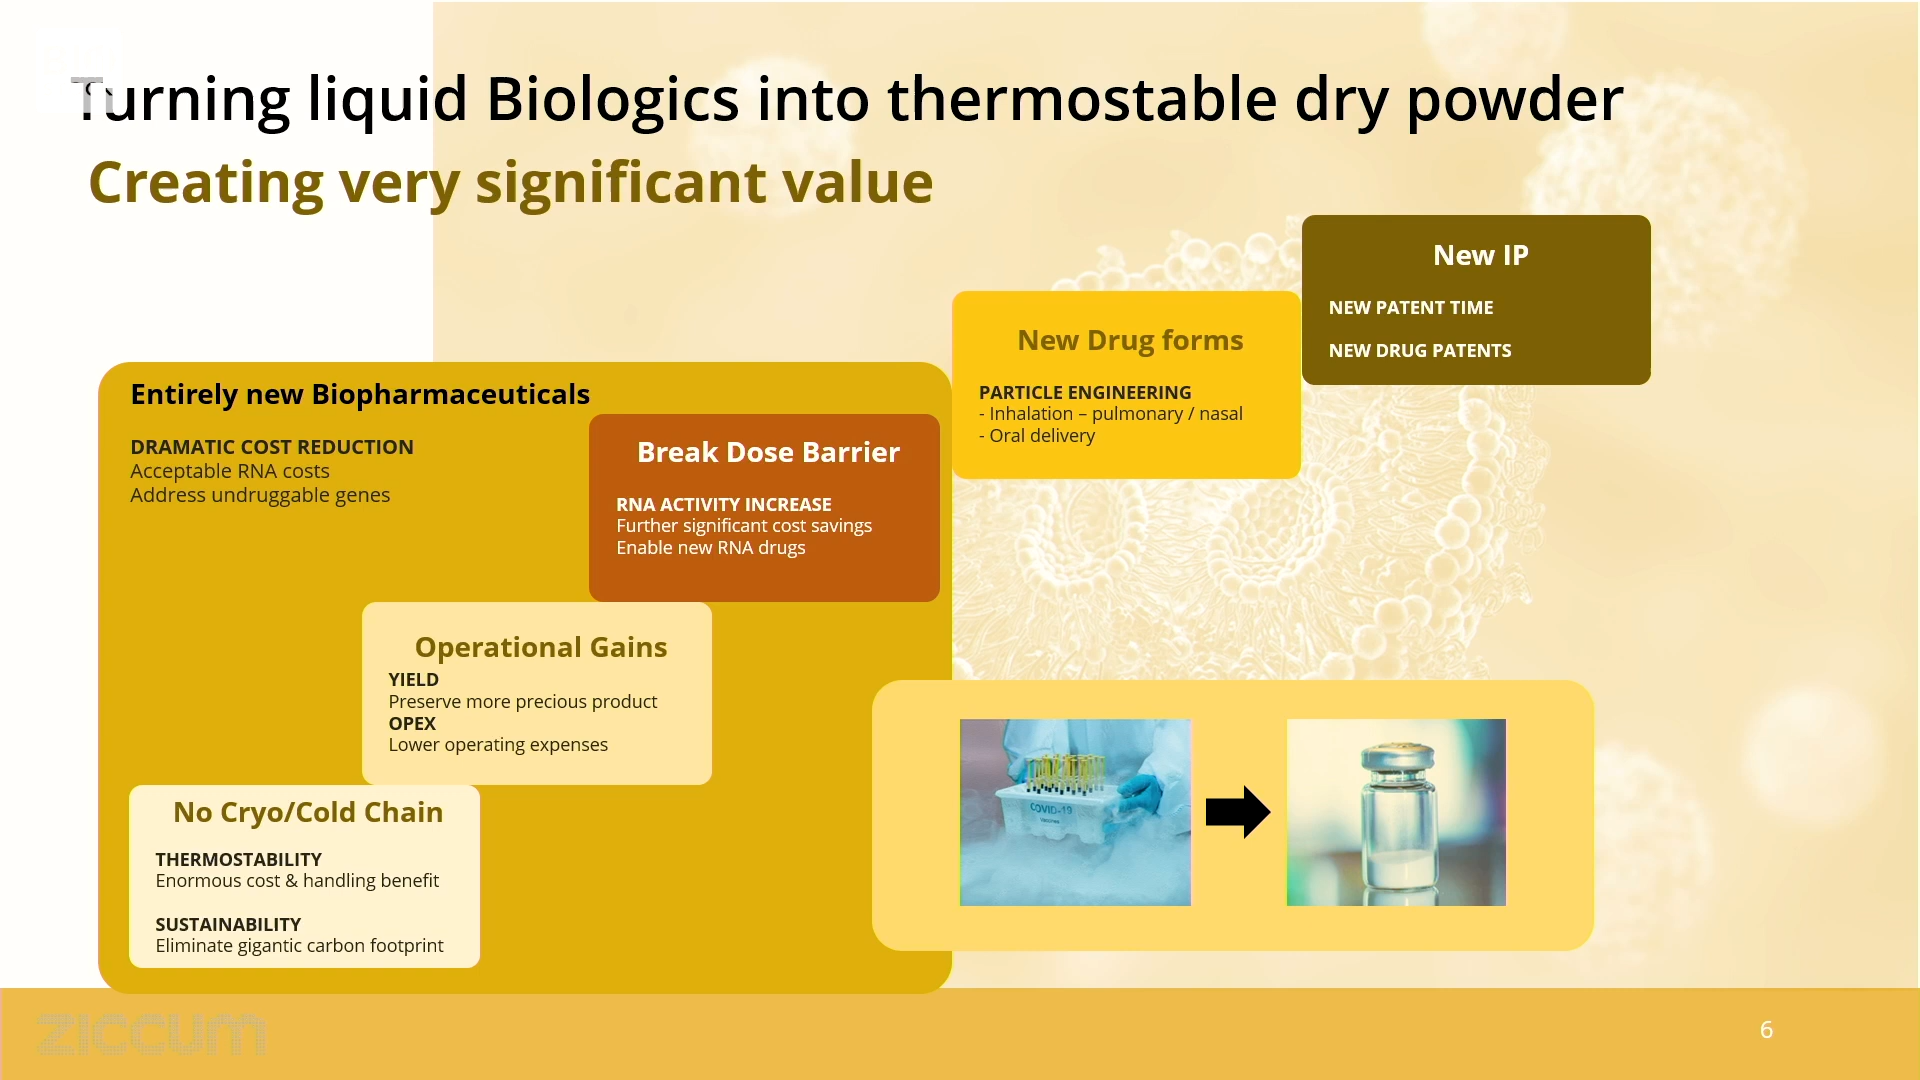 Turning liquid Biologics into thermostable dry powder
Creating very significant value
New IP
NEW PATENT TIME
NEW DRUG PATENTS
New Drug forms
PARTICLE ENGINEERING
- Inhalation – pulmonary / nasal
- Oral delivery
Entirely new Biopharmaceuticals
DRAMATIC COST REDUCTION
Acceptable RNA costs
Address undruggable genes
Break Dose Barrier
RNA ACTIVITY INCREASE
Further significant cost savings
Enable new RNA drugs
Operational Gains
YIELD
Preserve more precious product
OPEX
Lower operating expenses
No Cryo/Cold Chain
THERMOSTABILITY
Enormous cost & handling benefit
SUSTAINABILITY
Eliminate gigantic carbon footprint
COVID-19
Vaccines
ziccum
6